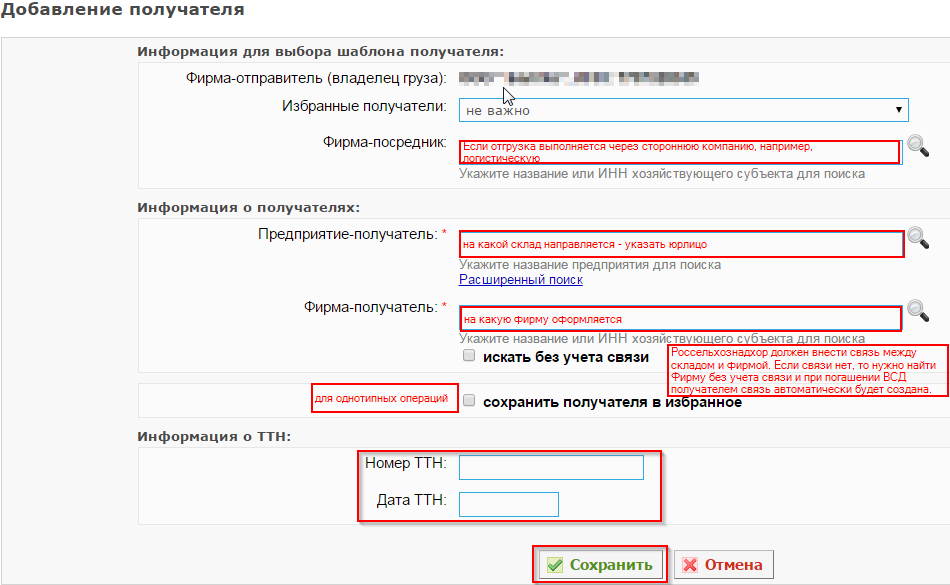 Добавление получателя
Информация для выбора шаблона получателя:
Фирма-отправитель (владелец груза):
Избранные получатели:
не важно
Фирма-посредник:
Если отгрузка выполняется через стороннюю компанию, например,
логистическую
Укажите название или ИНН хозяйствующего субъекта для поиска
Информация о получателях:
Предприятие-получатель: *
на какой склад направляется - указать юрлицо
Укажите название предприятия для поиска
Расширенный поиск
Фирма-получатель: *
на какую фирму оформляется
Укажите название или ИНН хозяйствующего субъекта для поиска
искать без учета связи
Россельхознадхор должен внести связь между
складом и фирмой. Если связи нет, то нужно найти
Фирму без учета связи и при погашении ВСД
получателем связь автоматически будет создана.
для однотипных операций
сохранить получателя в избранное
Информация о ТТН:
Номер ТТН:
Дата ТТН:
Сохранить
Отмена